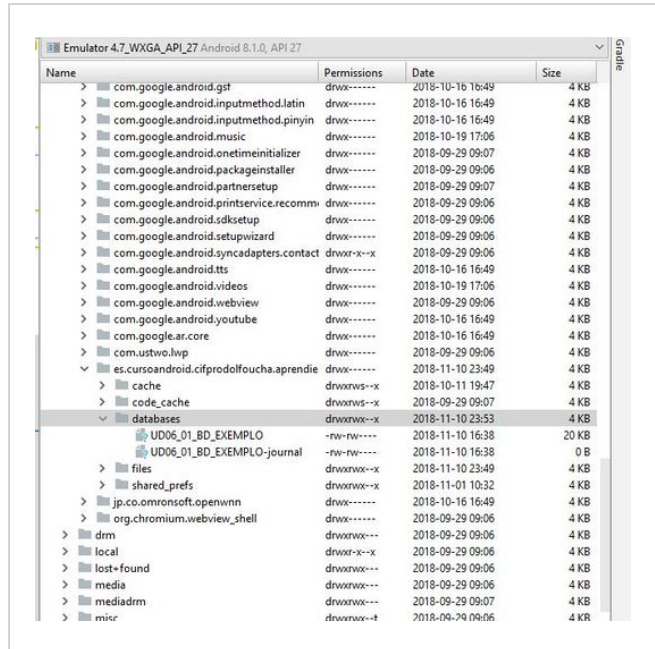 Emulator 4.7_WXGA_API_27 Android 8.1.0, API 27
Gradle
Name Permissions Date Size
com.google.android.gsf drwx------ 2018-10-16 16:49 4 KB
com.google.android.inputmethod.latin drwx------ 2018-10-16 16:49 4 KB
com.google.android.inputmethod.pinyin drwx------ 2018-10-16 16:49 4 KB
com.google.android.music drwx------ 2018-10-19 17:06 4 KB
com.google.android.onetimeinitializer drwx------ 2018-09-29 09:07 4 KB
com.google.android.packageinstaller drwx------ 2018-09-29 09:06 4 KB
com.google.android.partnersetup drwx------ 2018-09-29 09:07 4 KB
com.google.android.printservice.recomm drwx------ 2018-09-29 09:06 4 KB
com.google.android.sdksetup drwx------ 2018-09-29 09:06 4 KB
com.google.android.setupwizard drwx------ 2018-09-29 09:06 4 KB
com.google.android.syncadapters.contact drwxr-x--x 2018-09-29 09:06 4 KB
com.google.android.tts drwx------ 2018-10-16 16:49 4 KB
com.google.android.videos drwx------ 2018-10-19 17:06 4 KB
com.google.android.webview drwx------ 2018-09-29 09:06 4 KB
com.google.android.youtube drwx------ 2018-10-16 16:49 4 KB
com.google.ar.core drwx------ 2018-10-16 16:49 4 KB
com.ustwo.lwp drwx------ 2018-09-29 09:06 4 KB
es.cursoandroid.cifprodolfoucha.aprendie drwx------ 2018-11-10 23:49 4 KB
cache drwxrws--x 2018-10-11 19:47 4 KB
code_cache drwxrws--x 2018-09-29 09:07 4 KB
databases drwxrwx--x 2018-11-10 23:53 4 KB
UD06_01_BD_EXEMPLO -rw-rw---- 2018-11-10 16:38 20 KB
UD06_01_BD_EXEMPLO-journal -rw-rw---- 2018-11-10 16:38 0 B
files drwxrwx--x 2018-11-10 23:49 4 KB
shared_prefs drwxrwx--x 2018-11-01 10:32 4 KB
jp.co.omronsoft.openwnn drwx------ 2018-10-16 16:49 4 KB
org.chromium.webview_shell drwx------ 2018-09-29 09:06 4 KB
drm drwxrwx--- 2018-09-29 09:06 4 KB
local drwxr-x--x 2018-09-29 09:06 4 KB
lost+found drwxrwx--- 2018-09-29 09:06 4 KB
media drwxrwx--- 2018-09-29 09:06 4 KB
mediadrm drwxrwx--- 2018-09-29 09:07 4 KB
misc drwxrwx--t 2018-09-29 09:06 4 KB